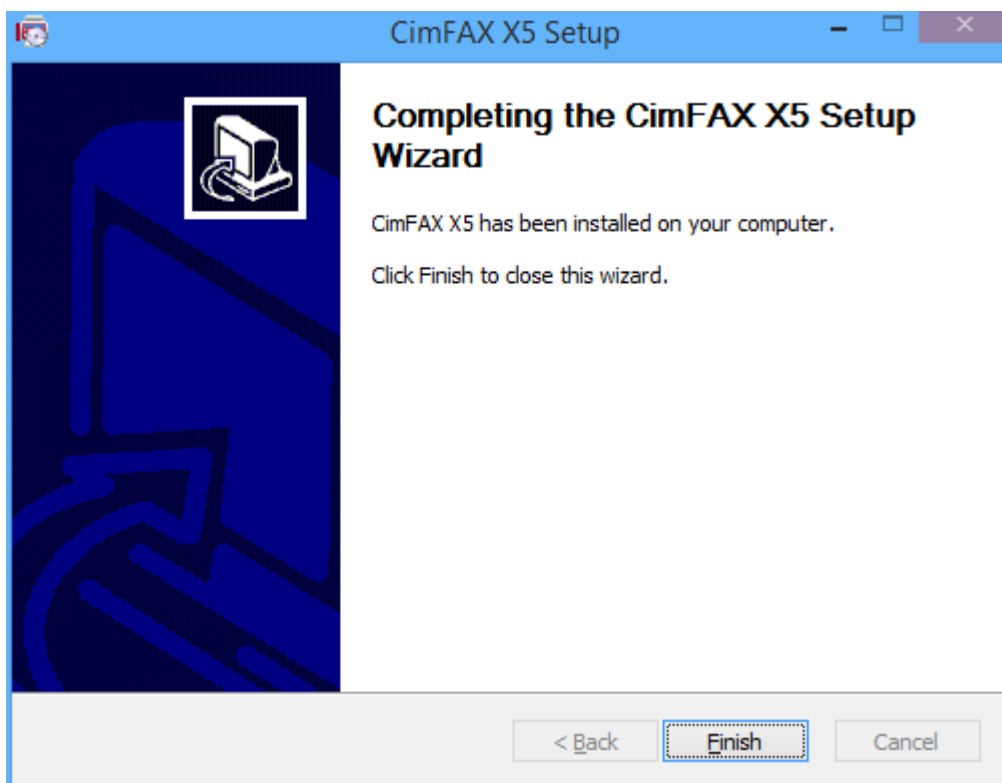 CimFAX X5 Setup
Completing the CimFAX X5 Setup
Wizard
CimFAX X5 has been installed on your computer.
Click Finish to close this wizard.
< Back Finish Cancel